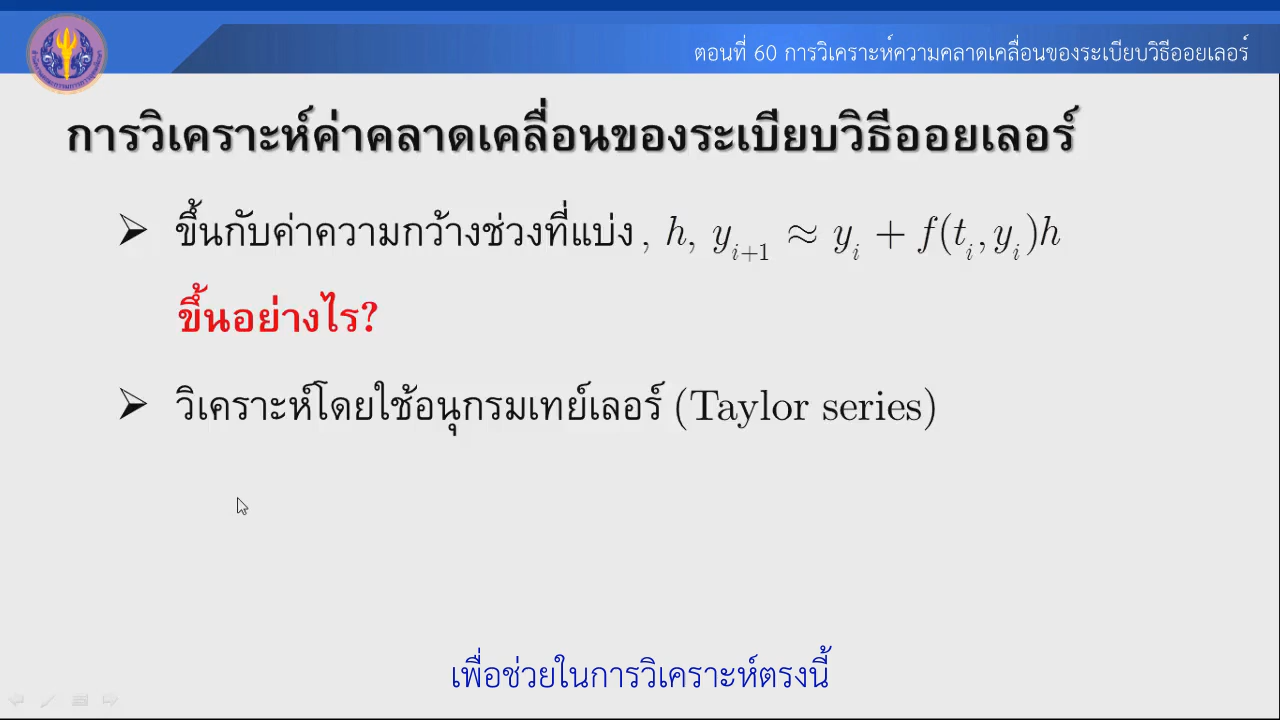 ตอนที่ 60 การวิเคราะห์ความคลาดเคลื่อนของระเบียบวิธีออยเลอร์
การวิเคราะห์ค่าคลาดเคลื่อนของระเบียบวิธีออยเลอร์
➢ ขึ้นกับค่าความกว้างช่วงที่แบ่ง, h, y_{i+1} ≈ y_i + f(t_i, y_i)h
ขึ้นอย่างไร?
➢ วิเคราะห์โดยใช้อนุกรมเทย์เลอร์ (Taylor series)
เพื่อช่วยในการวิเคราะห์ตรงนี้